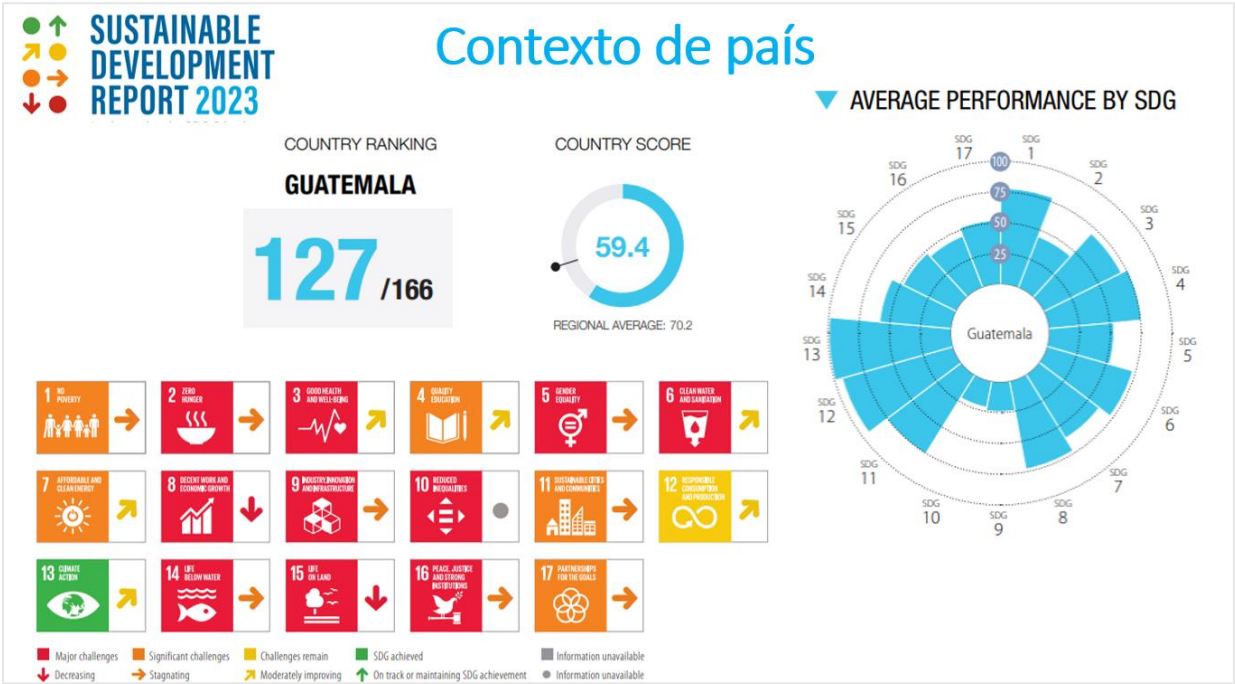 SUSTAINABLE
DEVELOPMENT
REPORT 2023
Contexto de país
COUNTRY RANKING
GUATEMALA
127 /166
COUNTRY SCORE
59.4
REGIONAL AVERAGE: 70.2
AVERAGE PERFORMANCE BY SDG
SDG 1
SDG 2
SDG 3
SDG 4
SDG 5
SDG 6
SDG 7
SDG 8
SDG 9
SDG 10
SDG 11
SDG 12
SDG 13
SDG 14
SDG 15
SDG 16
SDG 17
100
75
50
25
Guatemala
1 NO
POVERTY
2 ZERO
HUNGER
3 GOOD HEALTH
AND WELL-BEING
4 QUALITY
EDUCATION
5 GENDER
EQUALITY
6 CLEAN WATER
AND SANITATION
7 AFFORDABLE AND
CLEAN ENERGY
8 DECENT WORK AND
ECONOMIC GROWTH
9 INDUSTRY, INNOVATION
AND INFRASTRUCTURE
10 REDUCED
INEQUALITIES
11 SUSTAINABLE CITIES
AND COMMUNITIES
12 RESPONSIBLE
CONSUMPTION
AND PRODUCTION
13 CLIMATE
ACTION
14 LIFE
BELOW WATER
15 LIFE
ON LAND
16 PEACE, JUSTICE
AND STRONG
INSTITUTIONS
17 PARTNERSHIPS
FOR THE GOALS
Major challenges Significant challenges Challenges remain SDG achieved Information unavailable
Decreasing Stagnating Moderately improving On track or maintaining SDG achievement Information unavailable